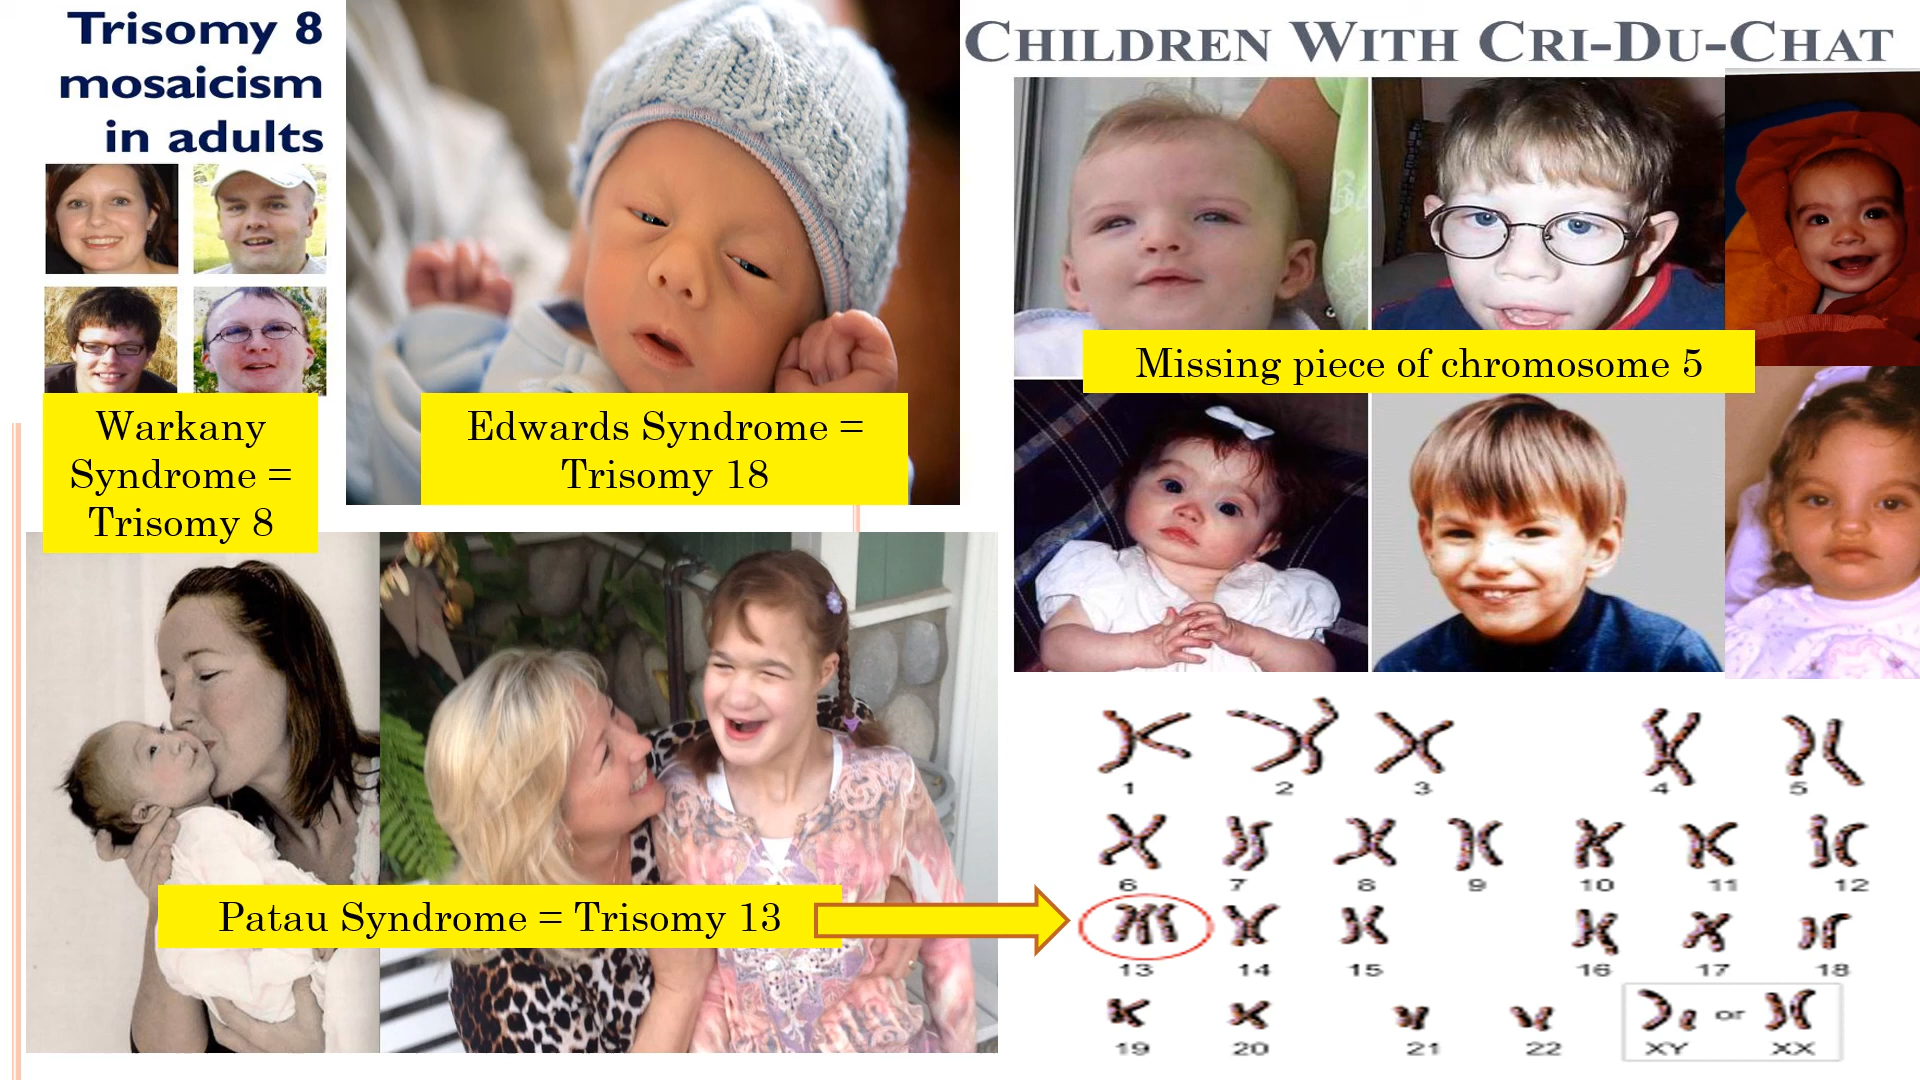 Trisomy 8
mosaicism
in adults
Warkany
Syndrome =
Trisomy 8
Edwards Syndrome =
Trisomy 18
CHILDREN WITH CRI-DU-CHAT
Missing piece of chromosome 5
Patau Syndrome = Trisomy 13
1 2 3 4 5
6 7 8 9 10 11 12
13 14 15 16 17 18
or
19 20 21 22 XY XX